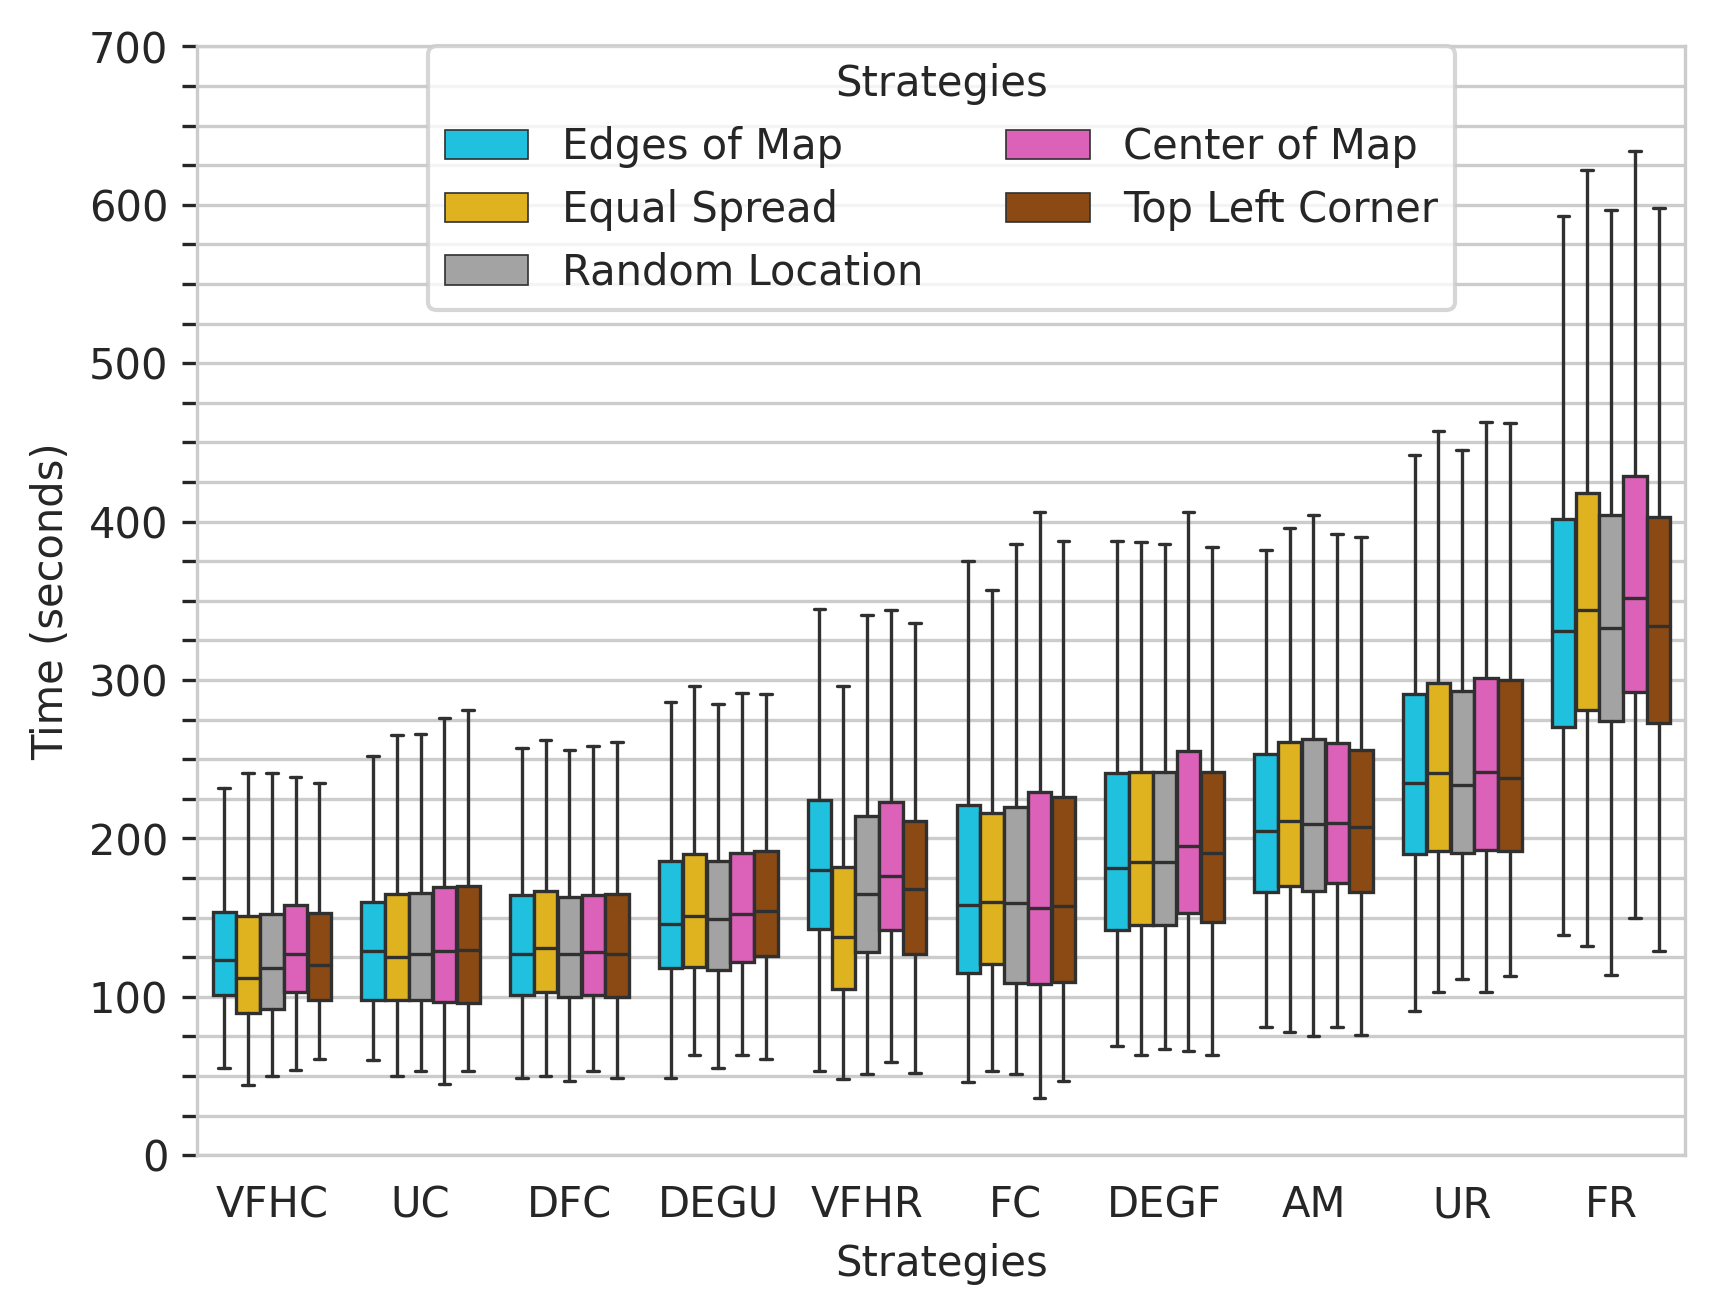 Strategies
Edges of Map
Equal Spread
Random Location
Center of Map
Top Left Corner
700
600
500
400
300
200
100
0
Time (seconds)
VFHC UC DFC DEGU VFHR FC DEGF AM UR FR
Strategies